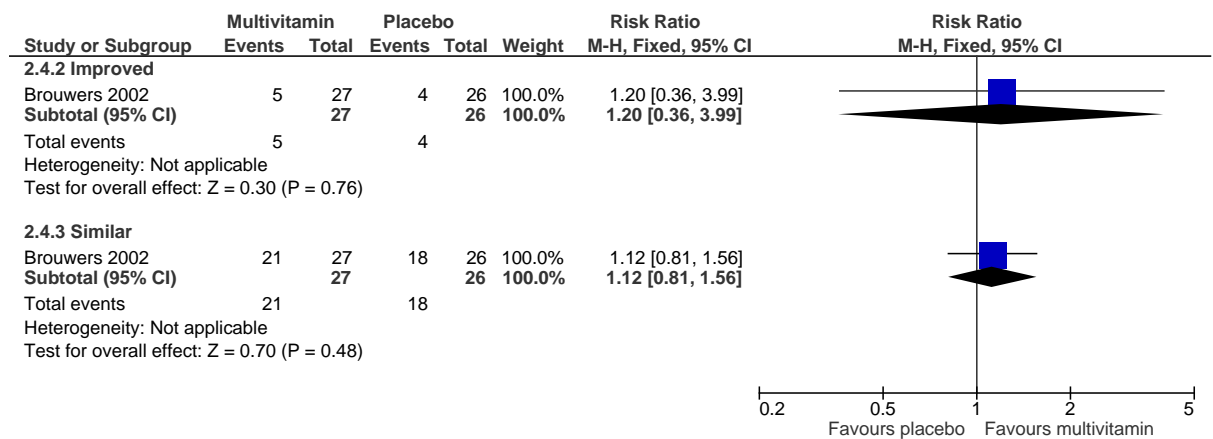 Multivitamin Placebo Risk Ratio Risk Ratio
Study or Subgroup Events Total Events Total Weight M-H, Fixed, 95% CI M-H, Fixed, 95% CI
2.4.2 Improved
Brouwers 2002 5 27 4 26 100.0% 1.20 [0.36, 3.99]
Subtotal (95% CI) 27 26 100.0% 1.20 [0.36, 3.99]
Total events 5 4
Heterogeneity: Not applicable
Test for overall effect: Z = 0.30 (P = 0.76)
2.4.3 Similar
Brouwers 2002 21 27 18 26 100.0% 1.12 [0.81, 1.56]
Subtotal (95% CI) 27 26 100.0% 1.12 [0.81, 1.56]
Total events 21 18
Heterogeneity: Not applicable
Test for overall effect: Z = 0.70 (P = 0.48)
0.2 0.5 1 2 5
Favours placebo Favours multivitamin